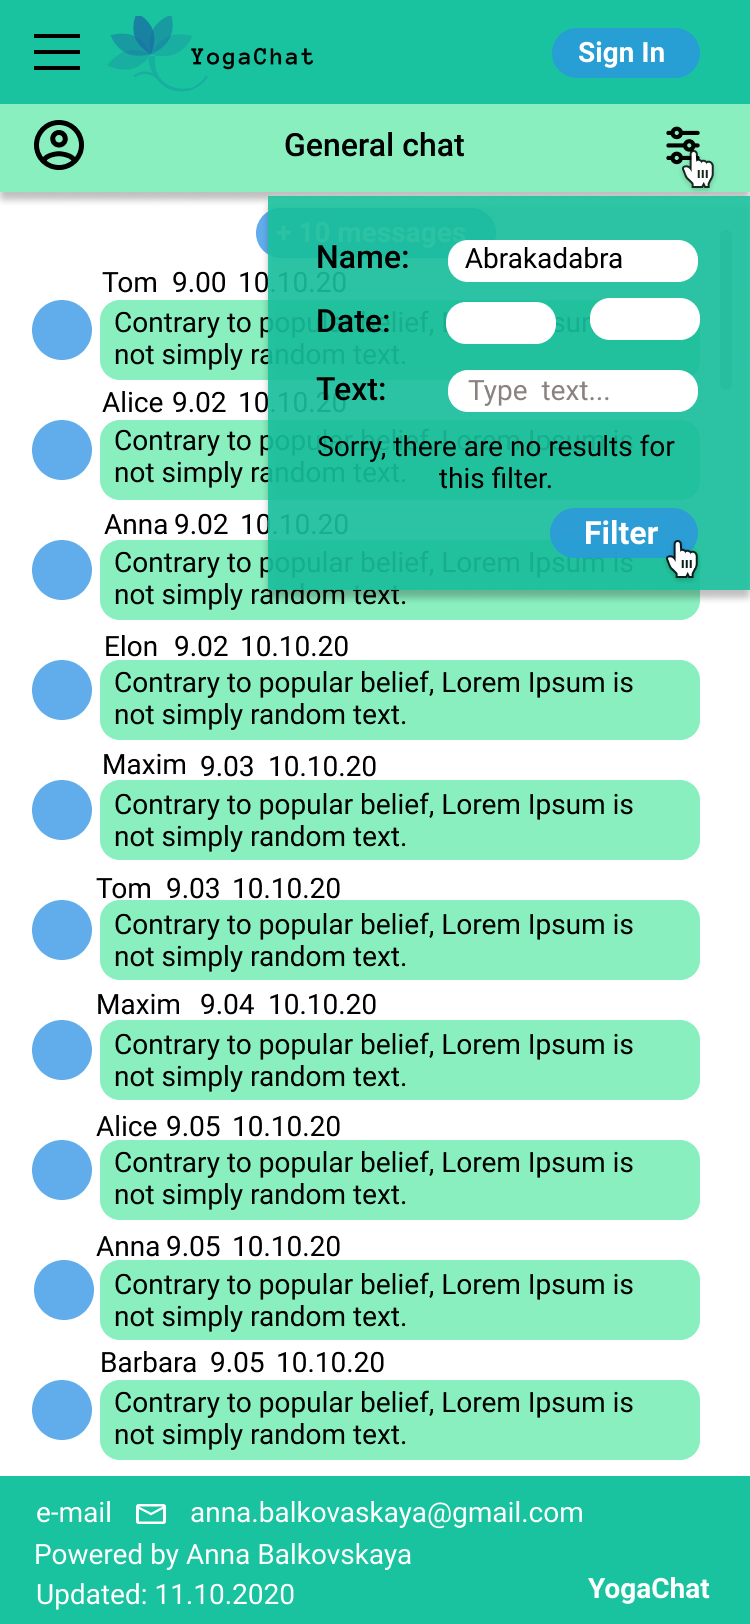 YogaChat
Sign In
General chat
+ 10 messages
Name: Abrakadabra
Date:
Text: Type text...
Sorry, there are no results for
this filter.
Filter
Tom 9.00 10.10.20
Contrary to popular belief, Lorem Ipsum is
not simply random text.
Alice 9.02 10.10.20
Contrary to popular belief, Lorem Ipsum is
not simply random text.
Anna 9.02 10.10.20
Contrary to popular belief, Lorem Ipsum is
not simply random text.
Elon 9.02 10.10.20
Contrary to popular belief, Lorem Ipsum is
not simply random text.
Maxim 9.03 10.10.20
Contrary to popular belief, Lorem Ipsum is
not simply random text.
Tom 9.03 10.10.20
Contrary to popular belief, Lorem Ipsum is
not simply random text.
Maxim 9.04 10.10.20
Contrary to popular belief, Lorem Ipsum is
not simply random text.
Alice 9.05 10.10.20
Contrary to popular belief, Lorem Ipsum is
not simply random text.
Anna 9.05 10.10.20
Contrary to popular belief, Lorem Ipsum is
not simply random text.
Barbara 9.05 10.10.20
Contrary to popular belief, Lorem Ipsum is
not simply random text.
e-mail anna.balkovaskaya@gmail.com
Powered by Anna Balkovskaya
Updated: 11.10.2020
YogaChat